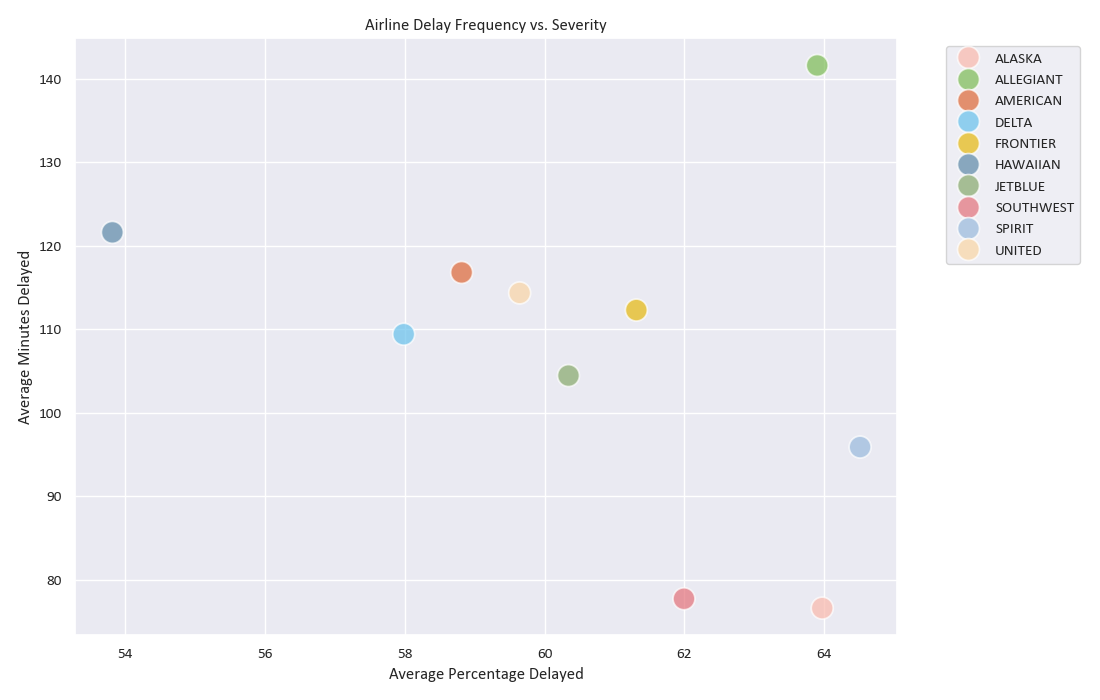 Airline Delay Frequency vs. Severity
Average Minutes Delayed
140
130
120
110
100
90
80
54
56
58
60
62
64
Average Percentage Delayed
ALASKA
ALLEGIANT
AMERICAN
DELTA
FRONTIER
HAWAIIAN
JETBLUE
SOUTHWEST
SPIRIT
UNITED